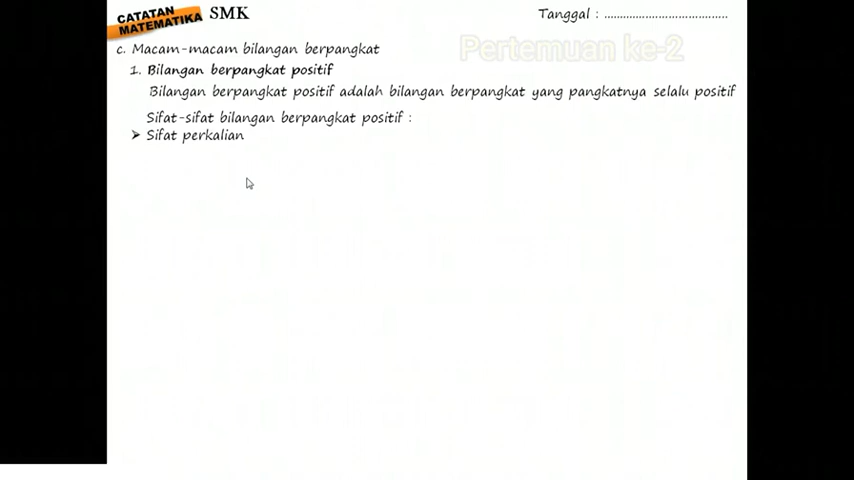 CATATAN
MATEMATIKA SMK
Tanggal : ......................................
Pertemuan ke-2
c. Macam-macam bilangan berpangkat
1. Bilangan berpangkat positif
Bilangan berpangkat positif adalah bilangan berpangkat yang pangkatnya selalu positif
Sifat-sifat bilangan berpangkat positif :
➤ Sifat perkalian